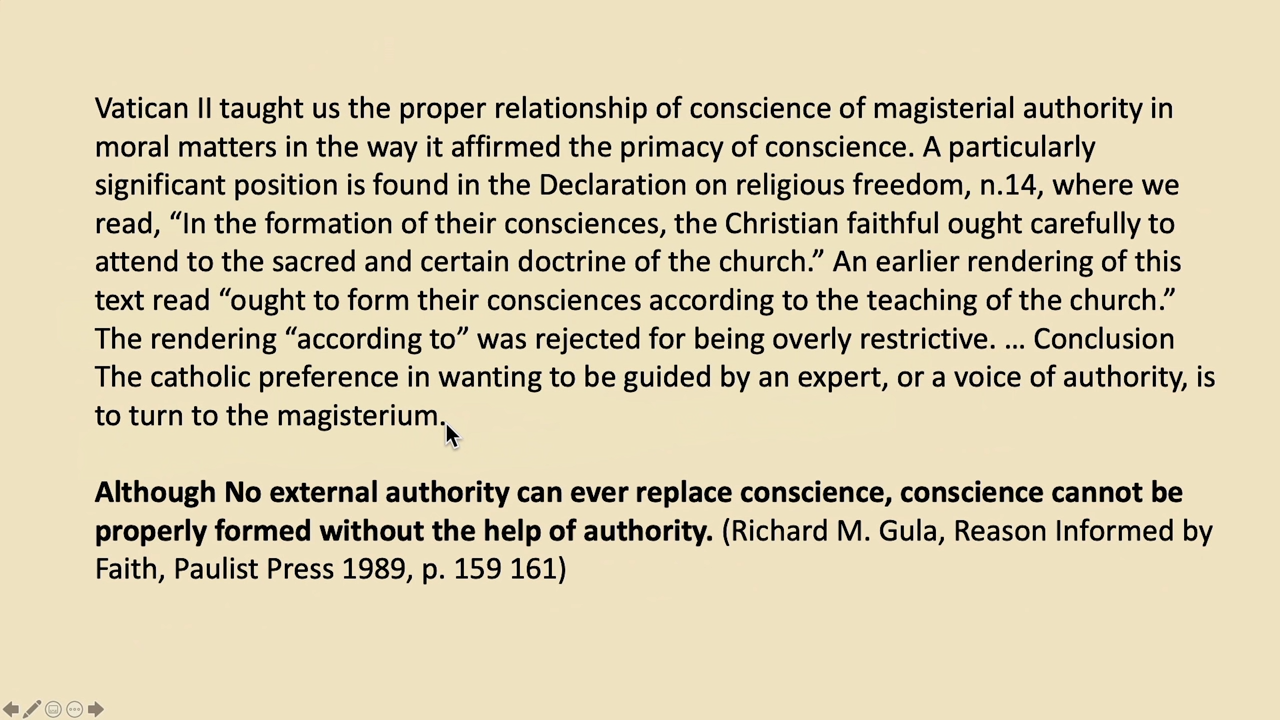 Vatican II taught us the proper relationship of conscience of magisterial authority in
moral matters in the way it affirmed the primacy of conscience. A particularly
significant position is found in the Declaration on religious freedom, n.14, where we
read, “In the formation of their consciences, the Christian faithful ought carefully to
attend to the sacred and certain doctrine of the church.” An earlier rendering of this
text read “ought to form their consciences according to the teaching of the church.”
The rendering “according to” was rejected for being overly restrictive. … Conclusion
The catholic preference in wanting to be guided by an expert, or a voice of authority, is
to turn to the magisterium.
Although No external authority can ever replace conscience, conscience cannot be
properly formed without the help of authority. (Richard M. Gula, Reason Informed by
Faith, Paulist Press 1989, p. 159 161)